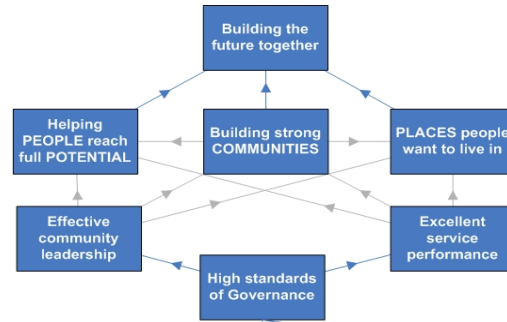 Building the
future together
Helping
PEOPLE reach
full POTENTIAL
Building strong
COMMUNITIES
PLACES people
want to live in
Effective
community
leadership
High standards
of Governance
Excellent
service
performance